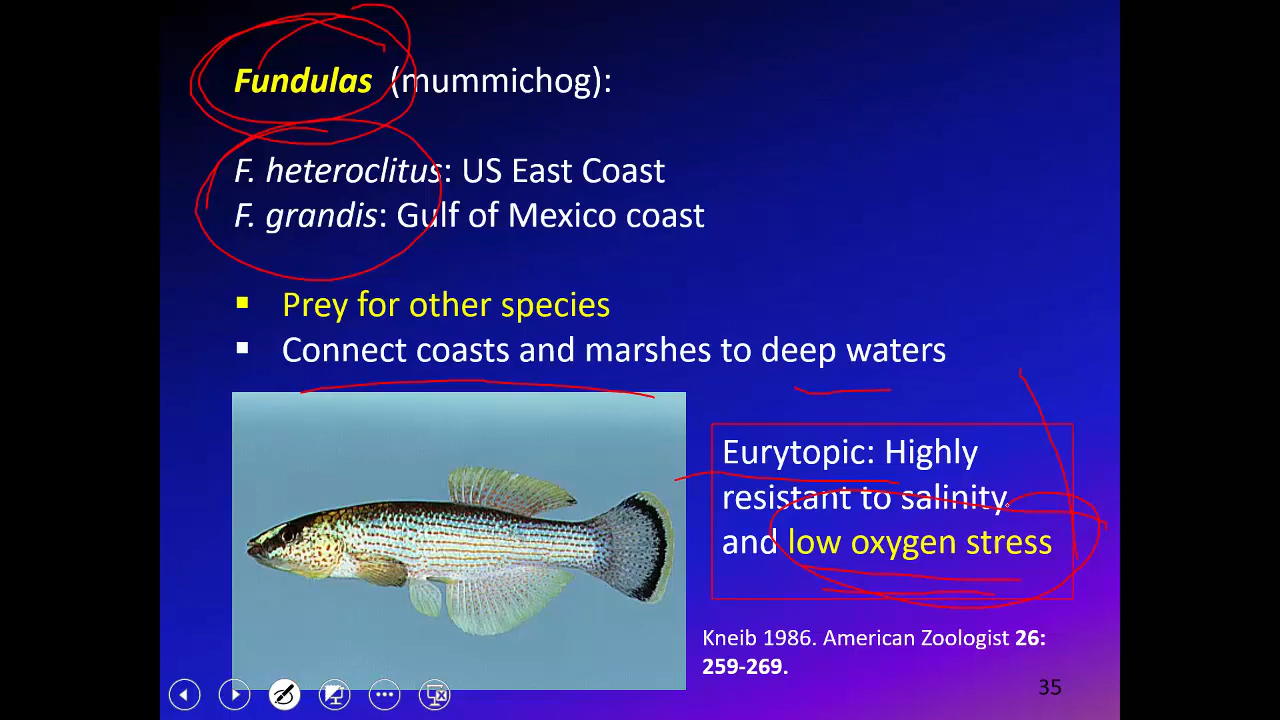 Fundulas (mummichog):
F. heteroclitus: US East Coast
F. grandis: Gulf of Mexico coast
▪ Prey for other species
▪ Connect coasts and marshes to deep waters
Eurytopic: Highly
resistant to salinity
and low oxygen stress
Kneib 1986. American Zoologist 26:
259-269.
35